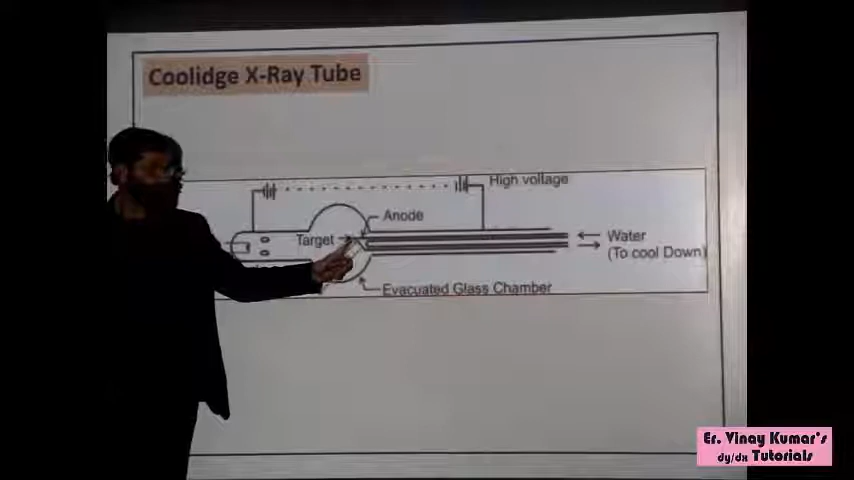 Coolidge X-Ray Tube
High voltage
Anode
Target
Water
(To cool Down)
Evacuated Glass Chamber
Er. Vinay Kumar's
dy/dx Tutorials